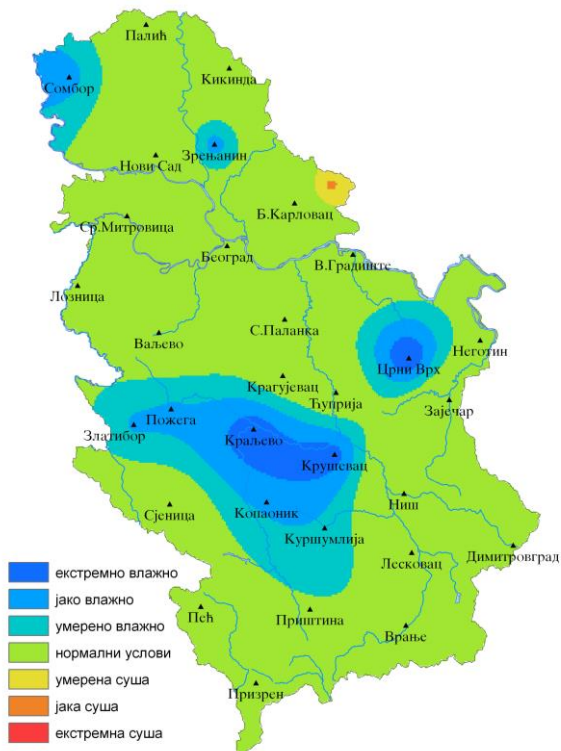 Палић
Кикинда
Сомбор
Зрењанин
Нови Сад
Б.Карловац
Ср.Митровица
Београд
В.Градиште
Лозница
С.Паланка
Ваљево
Неготин
Црни Врх
Крагујевац
Ћуприја
Зајечар
Пожега
Златибор
Краљево
Крушевац
Ниш
Сјеница
Копаоник
Куршумлија
Димитровград
Лесковац
екстремно влажно
јако влажно
умерено влажно
нормални услови
умерена суша
јака суша
екстремна суша
Пећ
Приштина
Врање
Призрен